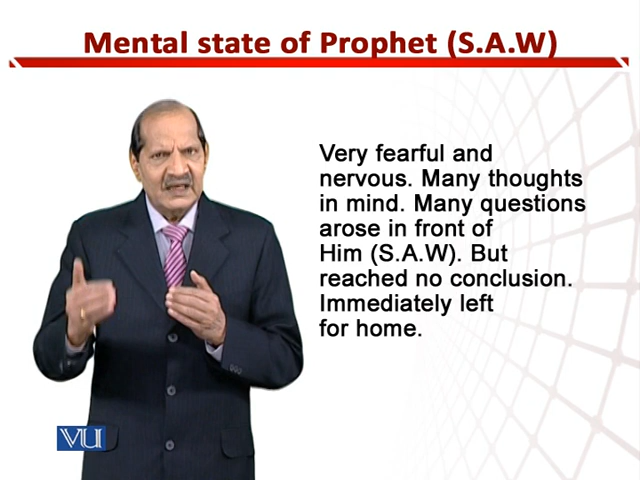 Mental state of Prophet (S.A.W)
Very fearful and
nervous. Many thoughts
in mind. Many questions
arose in front of
Him (S.A.W). But
reached no conclusion.
Immediately left
for home.
VU